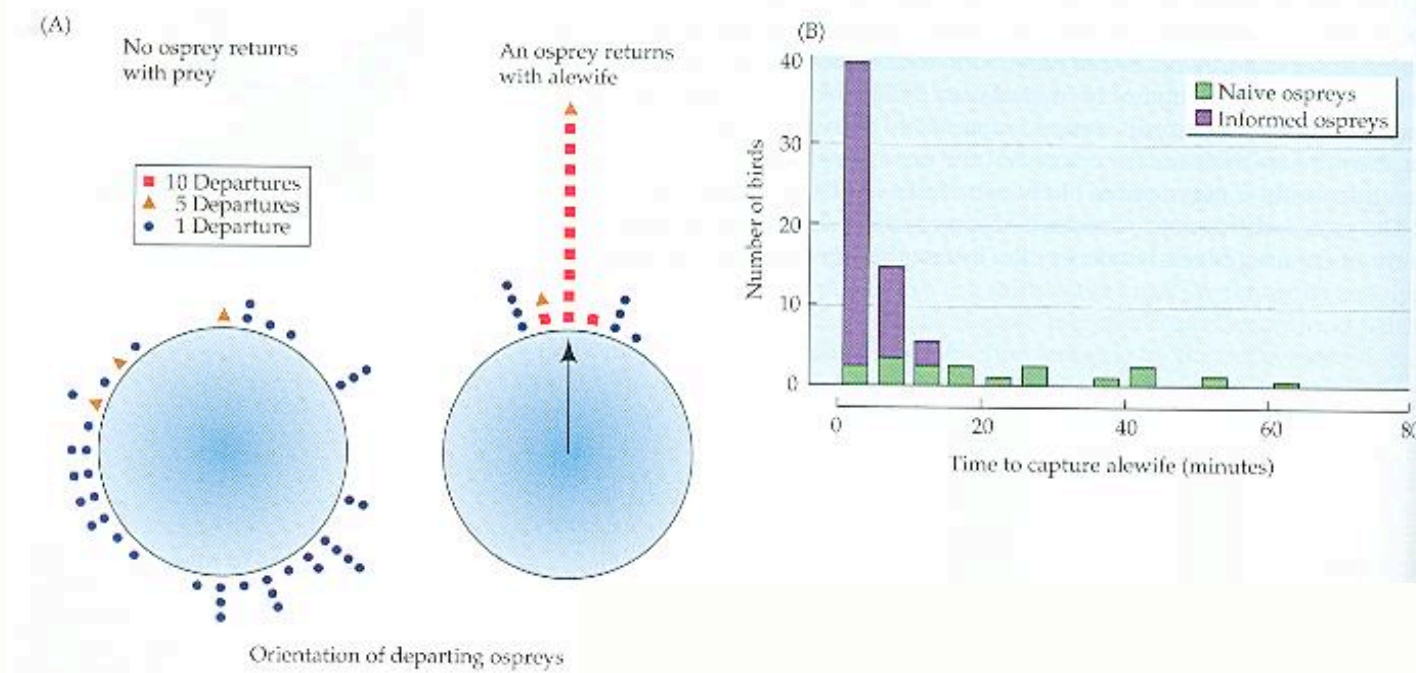 (A)
No osprey returns
with prey
An osprey returns
with alewife
10 Departures
5 Departures
1 Departure
Orientation of departing ospreys
(B)
Number of birds
40
30
20
10
0
Naive ospreys
Informed ospreys
0 20 40 60 80
Time to capture alewife (minutes)